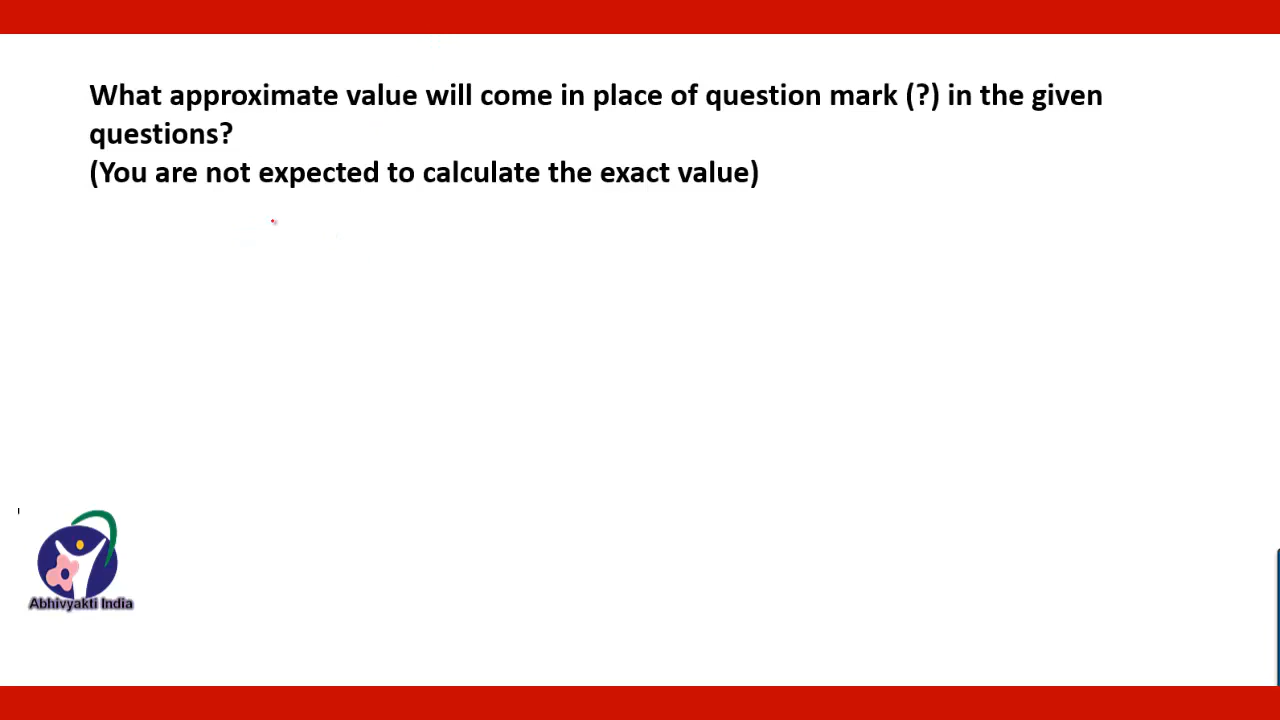 What approximate value will come in place of question mark (?) in the given
questions?
(You are not expected to calculate the exact value)
Abhivyakti India